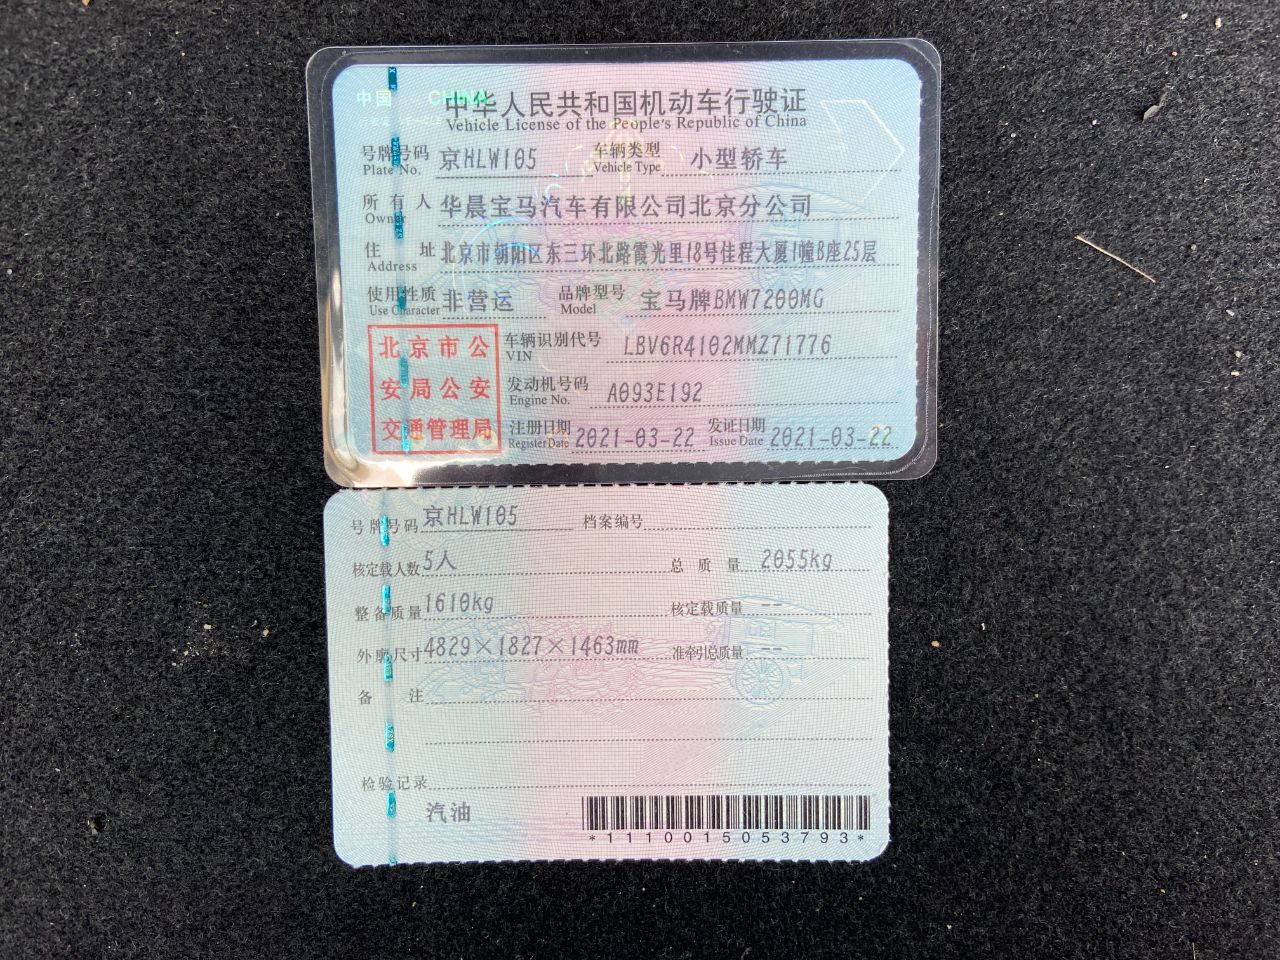 中国 CHINA
中华人民共和国机动车行驶证
Vehicle License of the People's Republic of China
号牌号码 京HLW105 车辆类型 小型轿车
Plate No. Vehicle Type
所有人 华晨宝马汽车有限公司北京分公司
Owner
住址 北京市朝阳区东三环北路霞光里18号佳程大厦1幢B座25层
Address
使用性质 非营运 品牌型号 宝马牌BMW7200MG
Use Character Model
北京市公安局公安交通管理局
车辆识别代号 LBV6R4102MMZ71776
VIN
发动机号码 A093E192
Engine No.
注册日期 2021-03-22 发证日期 2021-03-22
Register Date Issue Date
号牌号码 京HLW105 档案编号
核定载人数 5人 总质量 2055kg
整备质量 1610kg 核定载质量 --
外廓尺寸 4829×1827×1463mm 准牵引总质量 --
备注
检验记录
汽油
*1110015053793*